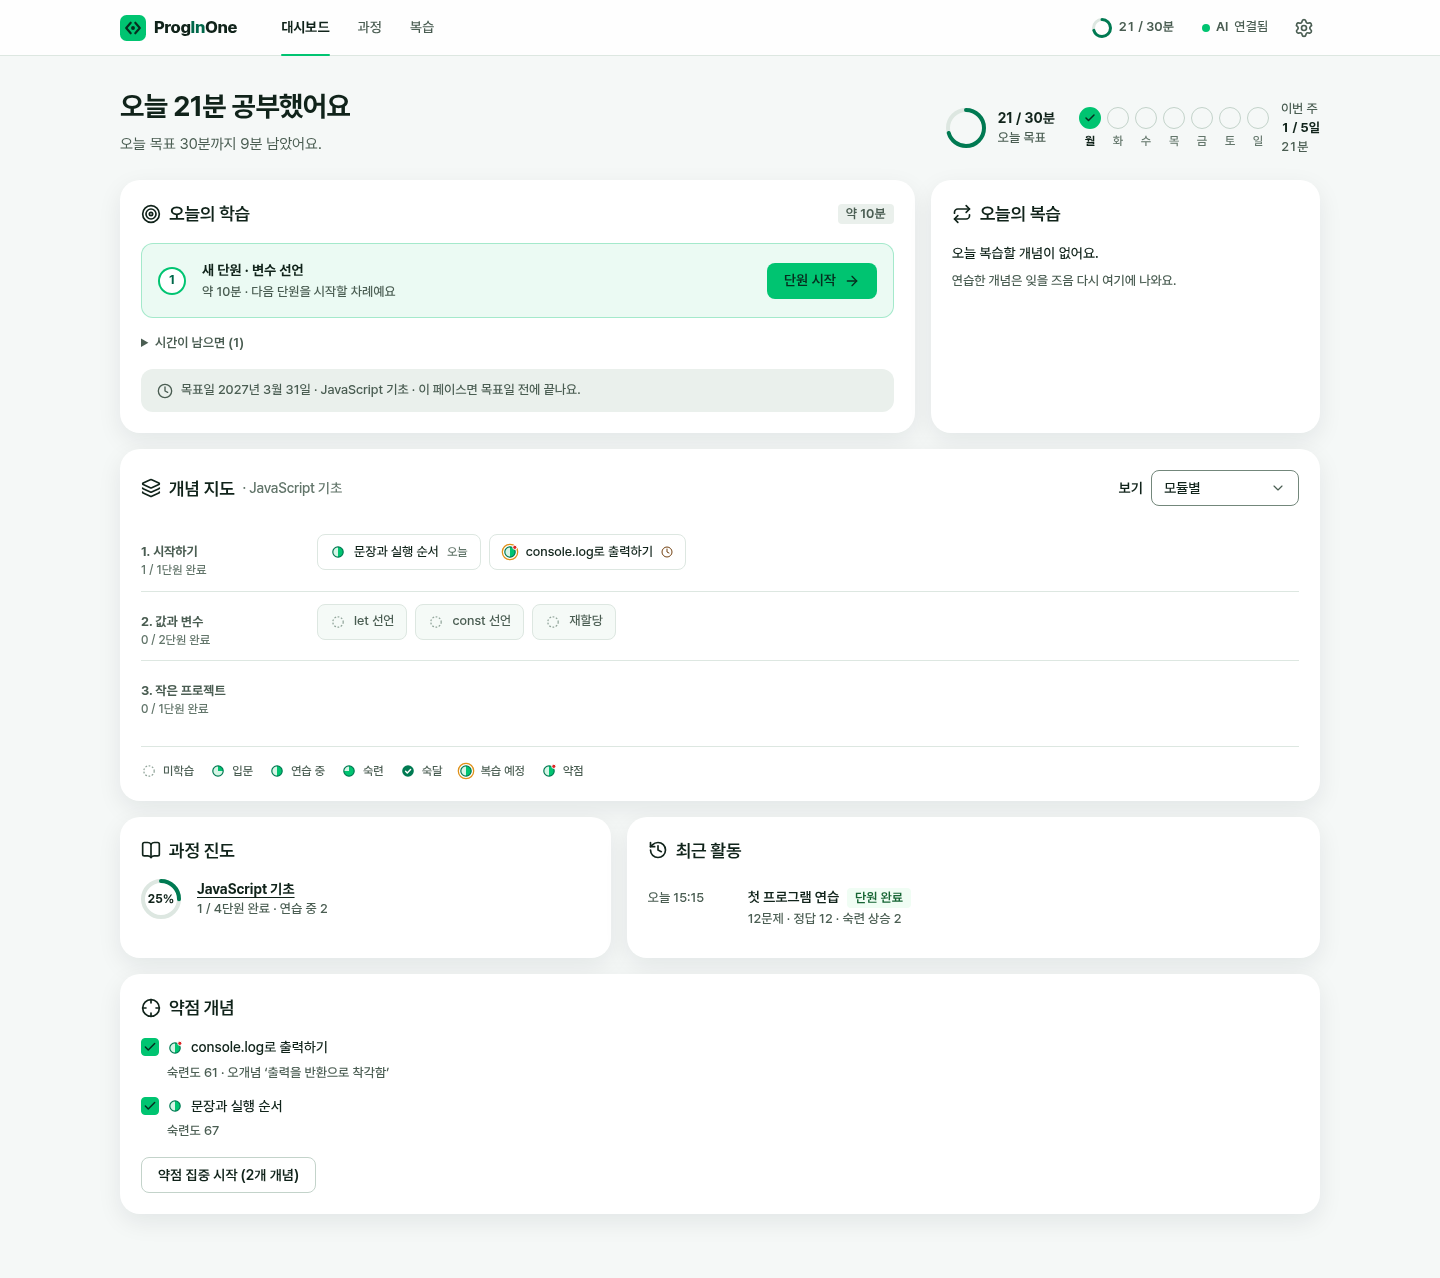 ProgInOne
대시보드
과정
복습
21 / 30분
AI 연결됨
오늘 21분 공부했어요
오늘 목표 30분까지 9분 남았어요.
21 / 30분
오늘 목표
월 화 수 목 금 토 일
이번 주
1 / 5일
21분
오늘의 학습
약 10분
1
새 단원 · 변수 선언
약 10분 · 다음 단원을 시작할 차례예요
단원 시작
시간이 남으면 (1)
목표일 2027년 3월 31일 · JavaScript 기초 · 이 페이스면 목표일 전에 끝나요.
오늘의 복습
오늘 복습할 개념이 없어요.
연습한 개념은 잊을 즈음 다시 여기에 나와요.
개념 지도 · JavaScript 기초
보기
모듈별
1. 시작하기
1 / 1단원 완료
문장과 실행 순서 오늘
console.log로 출력하기
2. 값과 변수
0 / 2단원 완료
let 선언
const 선언
재할당
3. 작은 프로젝트
0 / 1단원 완료
미학습
입문
연습 중
숙련
숙달
복습 예정
약점
과정 진도
25%
JavaScript 기초
1 / 4단원 완료 · 연습 중 2
최근 활동
오늘 15:15
첫 프로그램 연습 단원 완료
12문제 · 정답 12 · 숙련 상승 2
약점 개념
console.log로 출력하기
숙련도 61 · 오개념 '출력을 반환으로 착각함'
문장과 실행 순서
숙련도 67
약점 집중 시작 (2개 개념)